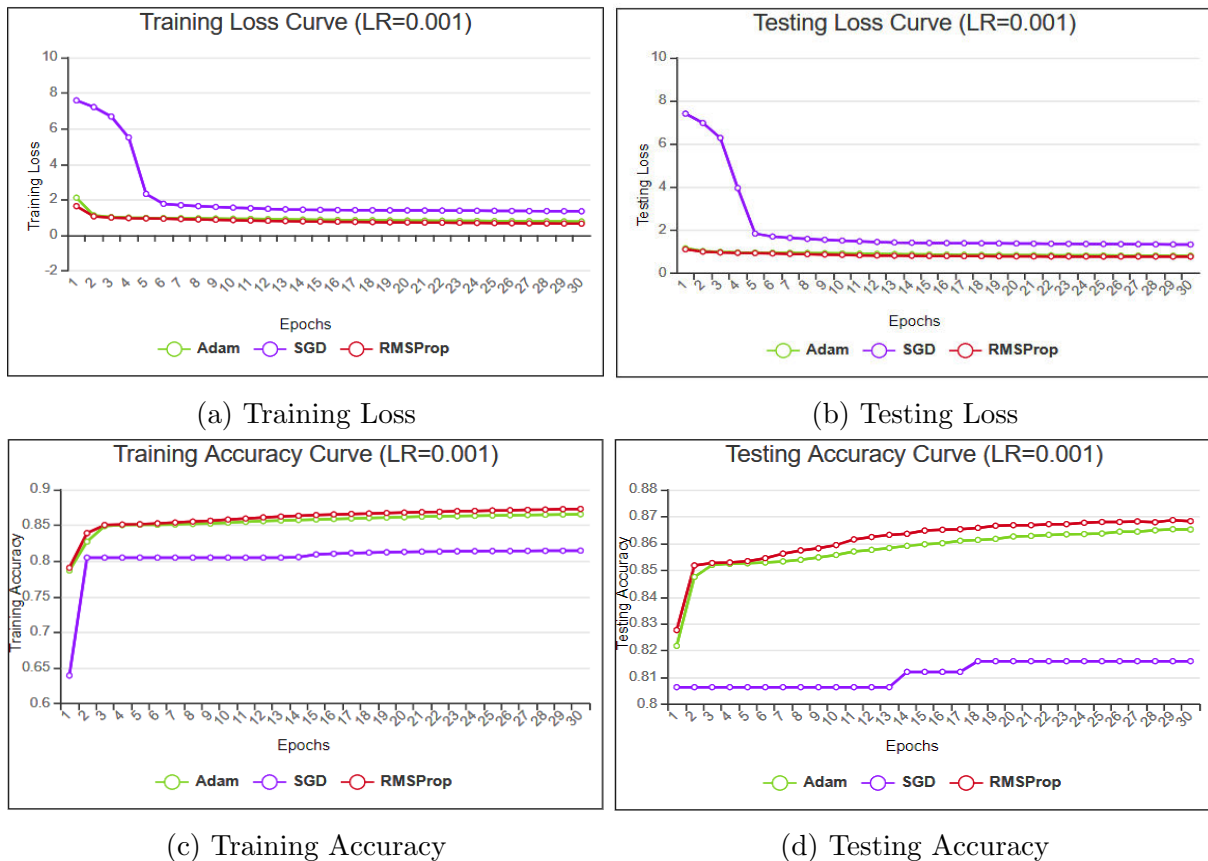 Training Loss Curve (LR=0.001)
10
8
6
4
2
0
-2
Training Loss
1 2 3 4 5 6 7 8 9 10 11 12 13 14 15 16 17 18 19 20 21 22 23 24 25 26 27 28 29 30
Epochs
Adam SGD RMSProp
(a) Training Loss
Testing Loss Curve (LR=0.001)
10
8
6
4
2
0
Testing Loss
1 2 3 4 5 6 7 8 9 10 11 12 13 14 15 16 17 18 19 20 21 22 23 24 25 26 27 28 29 30
Epochs
Adam SGD RMSProp
(b) Testing Loss
Training Accuracy Curve (LR=0.001)
0.9
0.85
0.8
0.75
0.7
0.65
0.6
Training Accuracy
1 2 3 4 5 6 7 8 9 10 11 12 13 14 15 16 17 18 19 20 21 22 23 24 25 26 27 28 29 30
Epochs
Adam SGD RMSProp
(c) Training Accuracy
Testing Accuracy Curve (LR=0.001)
0.88
0.87
0.86
0.85
0.84
0.83
0.82
0.81
0.8
Testing Accuracy
1 2 3 4 5 6 7 8 9 10 11 12 13 14 15 16 17 18 19 20 21 22 23 24 25 26 27 28 29 30
Epochs
Adam SGD RMSProp
(d) Testing Accuracy